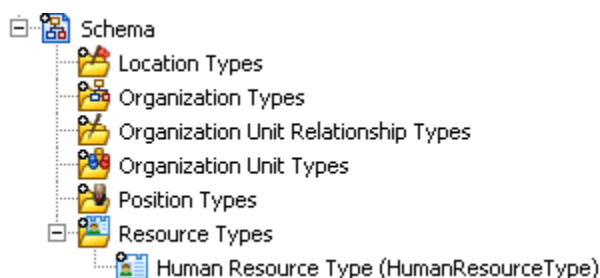 Schema
Location Types
Organization Types
Organization Unit Relationship Types
Organization Unit Types
Position Types
Resource Types
Human Resource Type (HumanResourceType)